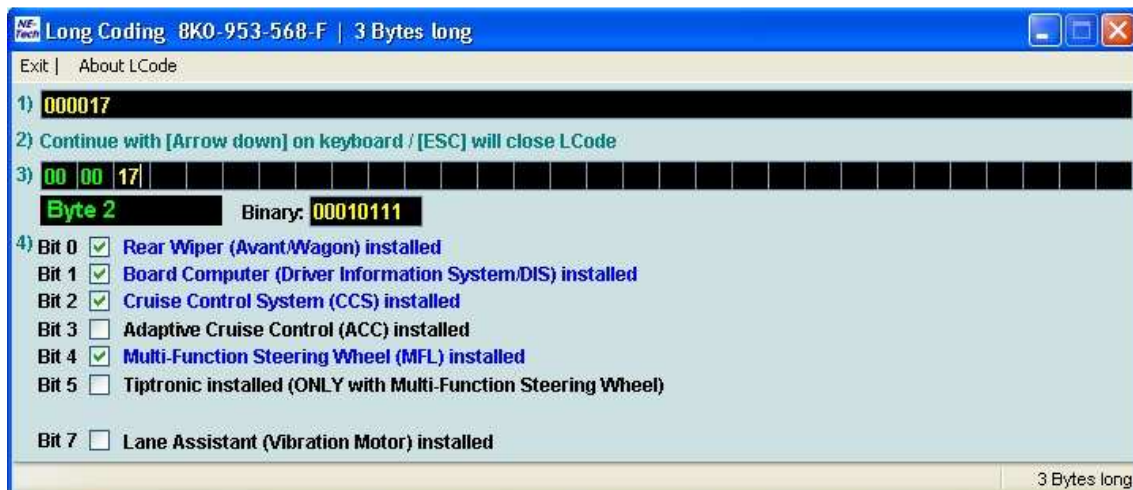 NE-Tech Long Coding 8K0-953-568-F | 3 Bytes long
Exit | About LCode
1) 000017
2) Continue with [Arrow down] on keyboard / [ESC] will close LCode
3) 00 00 17
Byte 2 Binary: 00010111
4) Bit 0 Rear Wiper (Avant/Wagon) installed
Bit 1 Board Computer (Driver Information System/DIS) installed
Bit 2 Cruise Control System (CCS) installed
Bit 3 Adaptive Cruise Control (ACC) installed
Bit 4 Multi-Function Steering Wheel (MFL) installed
Bit 5 Tiptronic installed (ONLY with Multi-Function Steering Wheel)
Bit 7 Lane Assistant (Vibration Motor) installed
3 Bytes long